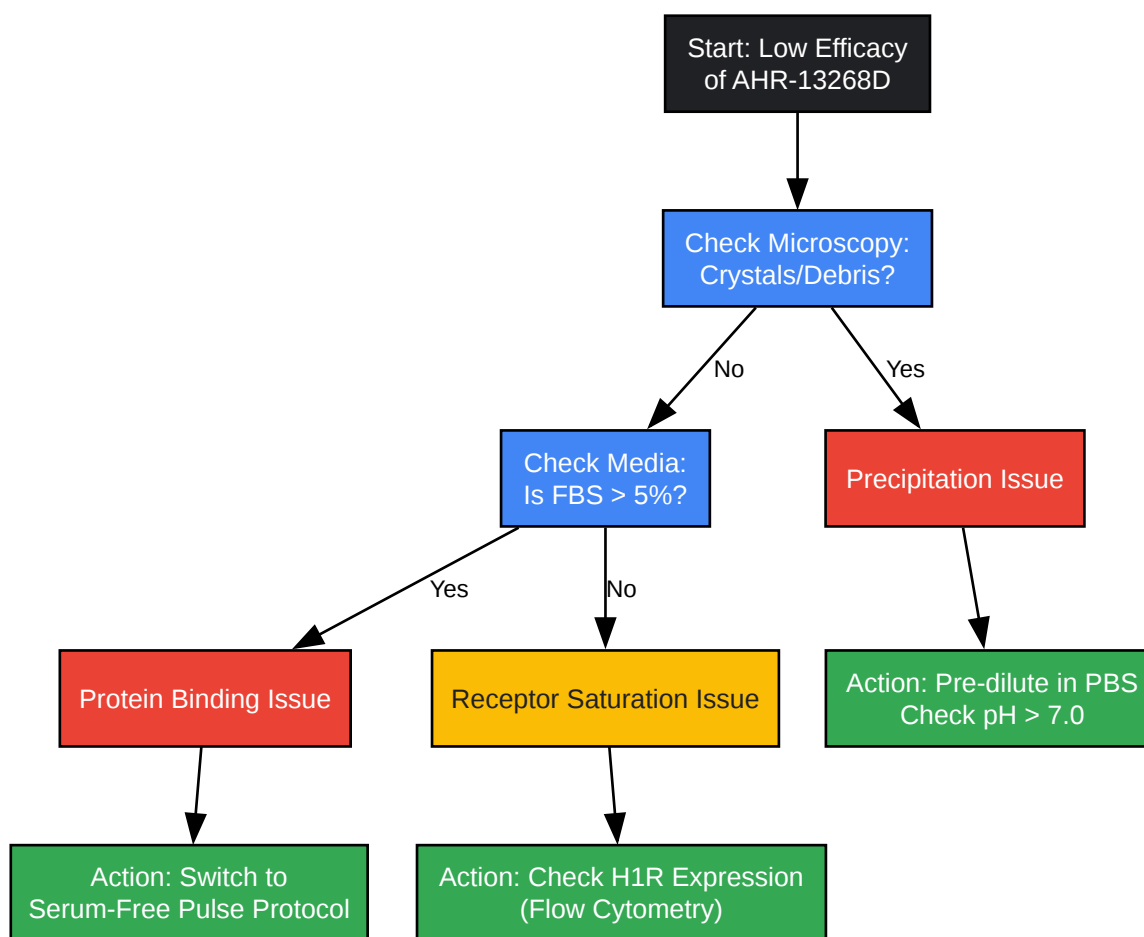 Start: Low Efficacy
of AHR-13268D
Check Microscopy:
Crystals/Debris?
No
Yes
Check Media:
Is FBS > 5%?
Precipitation Issue
Yes
No
Protein Binding Issue
Receptor Saturation Issue
Action: Pre-dilute in PBS
Check pH > 7.0
Action: Switch to
Serum-Free Pulse Protocol
Action: Check H1R Expression
(Flow Cytometry)